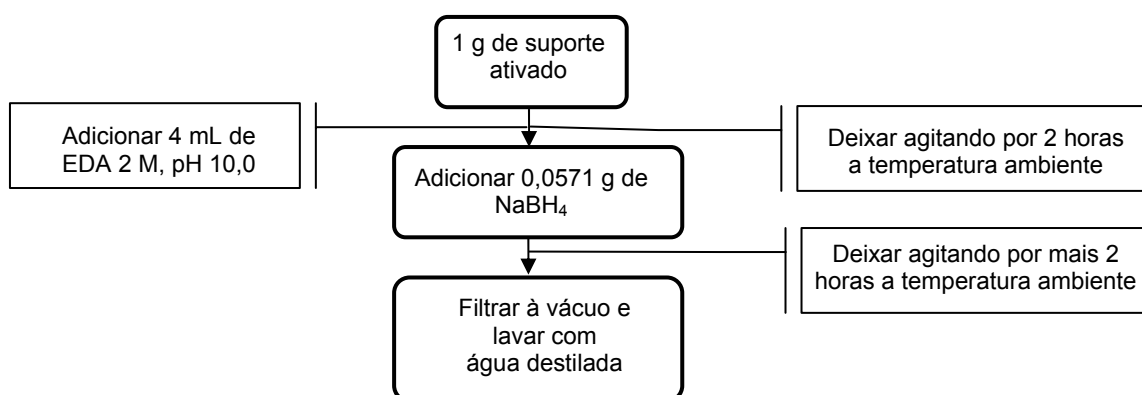 1 g de suporte
ativado
Adicionar 4 mL de
EDA 2 M, pH 10,0
Deixar agitando por 2 horas
a temperatura ambiente
Adicionar 0,0571 g de
NaBH₄
Deixar agitando por mais 2
horas a temperatura ambiente
Filtrar à vácuo e
lavar com
água destilada